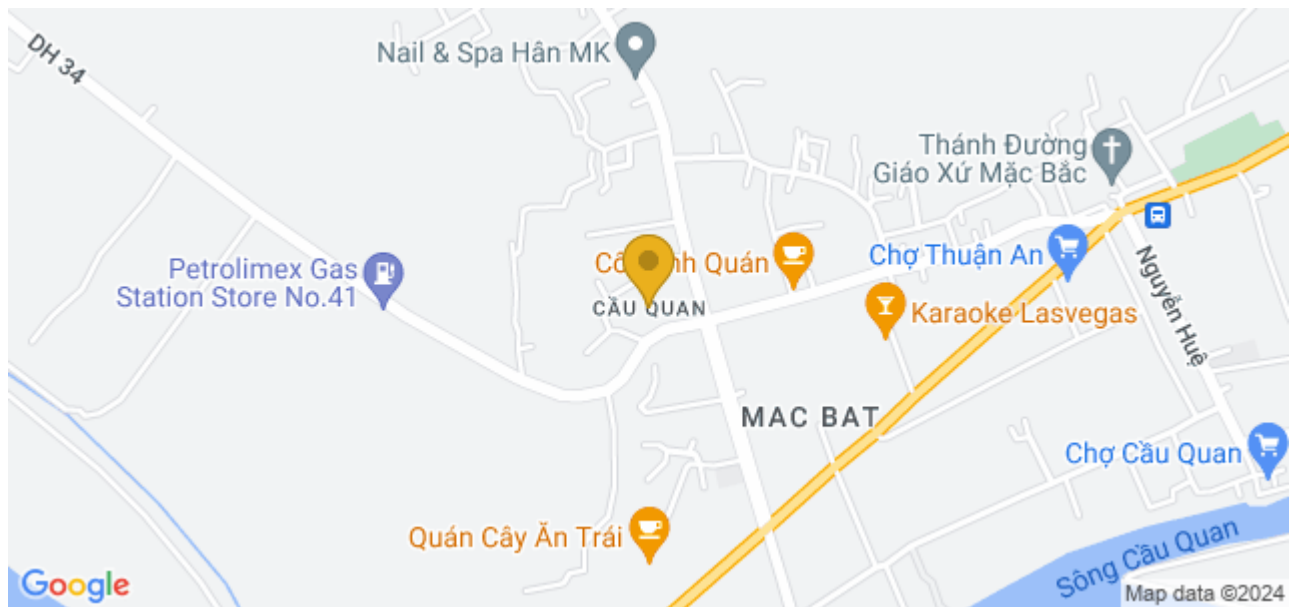 DH 34
Nail & Spa Hân MK
Thánh Đường
Giáo Xứ Mặc Bắc
Petrolimex Gas
Station Store No.41
Quán
Chợ Thuận An
CẦU QUAN
Karaoke Lasvegas
Nguyễn Huệ
MAC BAT
Chợ Cầu Quan
Quán Cây Ăn Trái
Sông Cầu Quan
Google
Map data ©2024